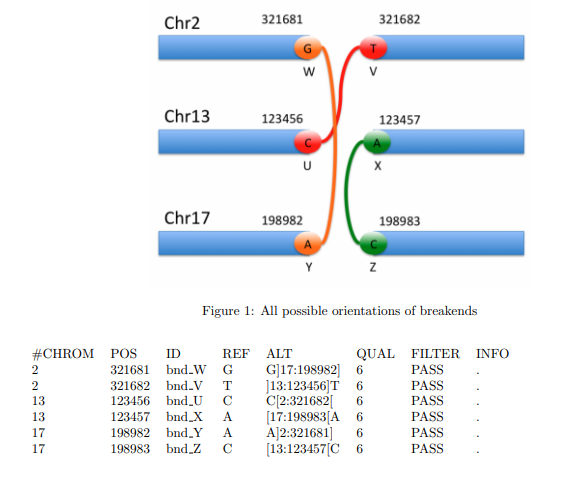 Chr2 321681 321682
G T
W V
Chr13 123456 123457
C A
U X
Chr17 198982 198983
A C
Y Z
Figure 1: All possible orientations of breakends
#CHROM POS ID REF ALT QUAL FILTER INFO
2 321681 bnd_W G G]17:198982] 6 PASS .
2 321682 bnd_V T ]13:123456]T 6 PASS .
13 123456 bnd_U C C[2:321682[ 6 PASS .
13 123457 bnd_X A [17:198983[A 6 PASS .
17 198982 bnd_Y A A]2:321681] 6 PASS .
17 198983 bnd_Z C [13:123457[C 6 PASS .